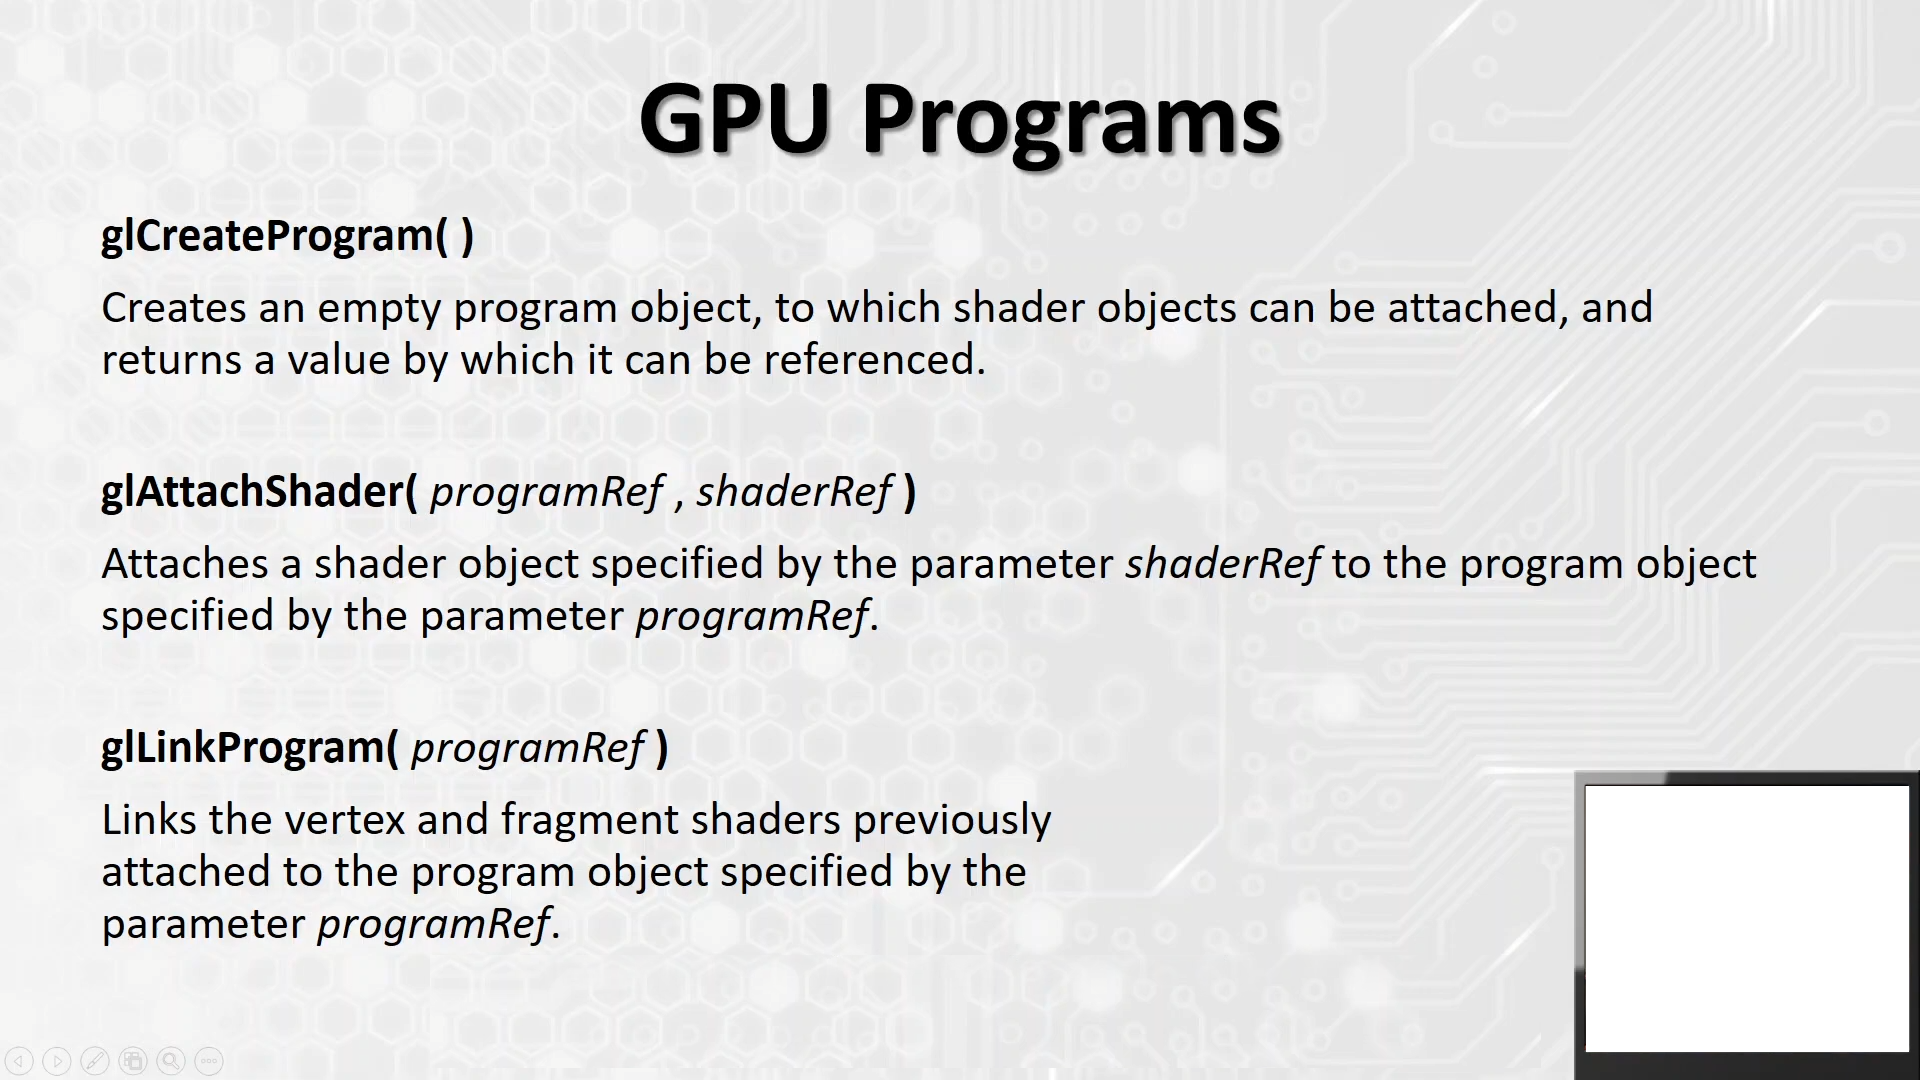 GPU Programs
glCreateProgram( )
Creates an empty program object, to which shader objects can be attached, and
returns a value by which it can be referenced.
glAttachShader( programRef , shaderRef )
Attaches a shader object specified by the parameter shaderRef to the program object
specified by the parameter programRef.
glLinkProgram( programRef )
Links the vertex and fragment shaders previously
attached to the program object specified by the
parameter programRef.